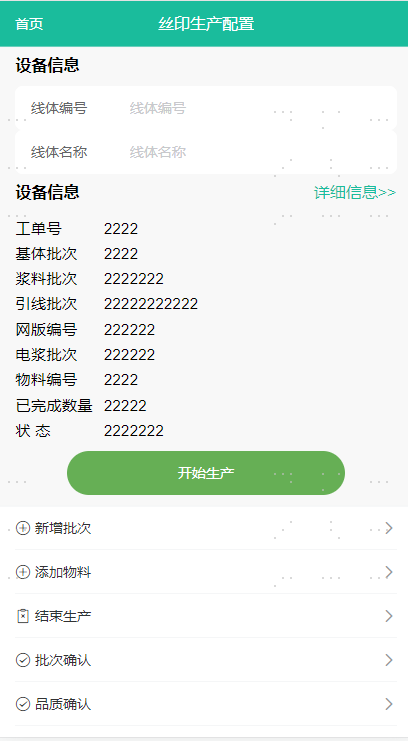 首页 丝印生产配置
设备信息
线体编号 线体编号
线体名称 线体名称
设备信息 详细信息>>
工单号 2222
基体批次 2222
浆料批次 2222222
引线批次 22222222222
网版编号 222222
电浆批次 222222
物料编号 2222
已完成数量 22222
状 态 2222222
开始生产
新增批次
添加物料
结束生产
批次确认
品质确认